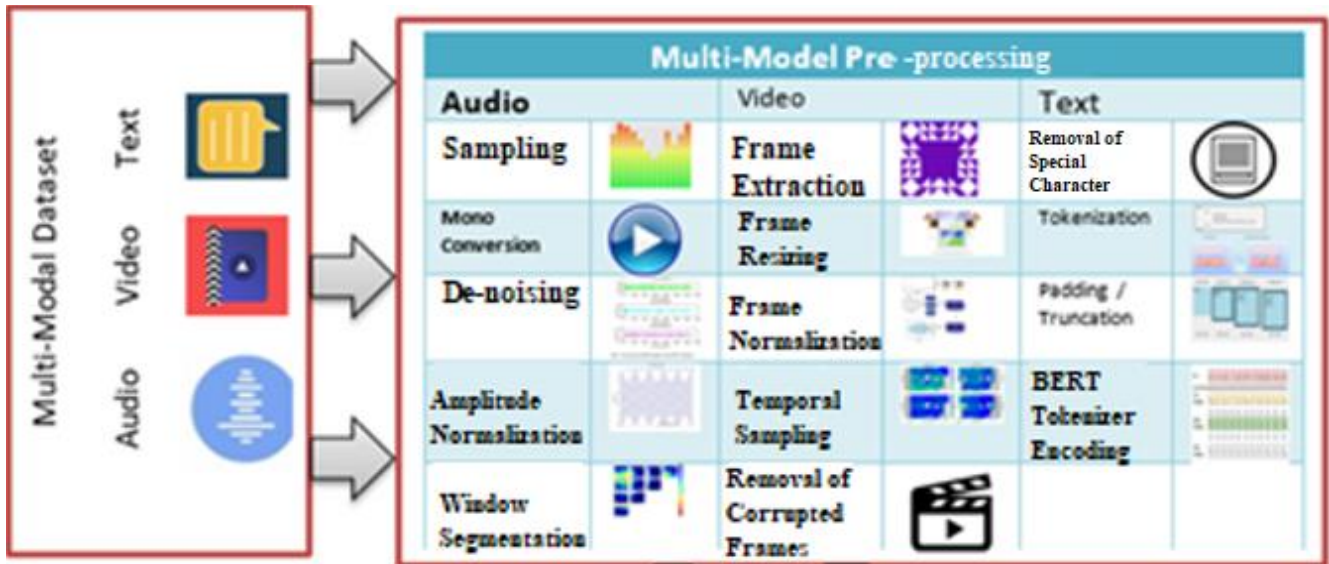 Multi-Modal Dataset
Text
Video
Audio
Multi-Model Pre -processing
Audio
Video
Text
Sampling
Frame
Extraction
Removal of
Special
Character
Mono
Conversion
Frame
Resizing
Tokenization
De-noising
Frame
Normalization
Padding /
Truncation
Amplitude
Normalization
Temporal
Sampling
BERT
Tokenizer
Encoding
Window
Segmentation
Removal of
Corrupted
Frames